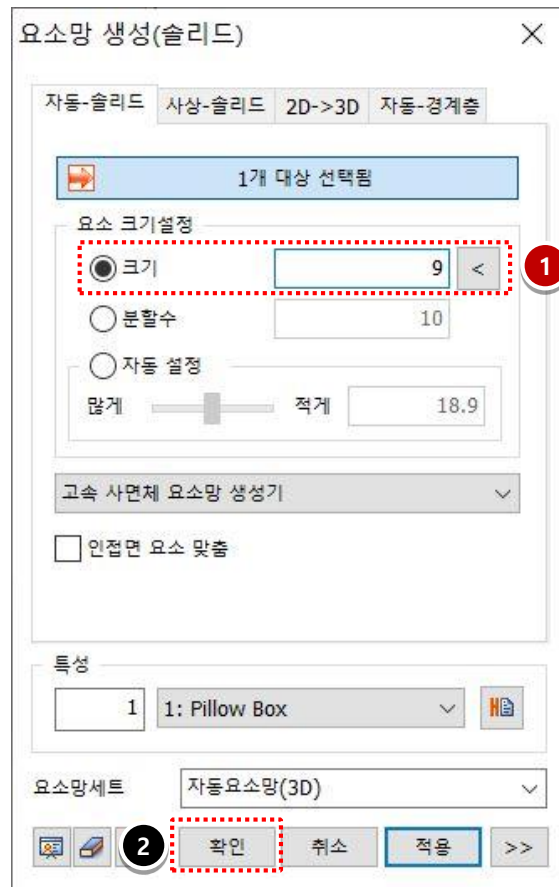 요소망 생성(솔리드)
자동-솔리드 사상-솔리드 2D->3D 자동-경계층
1개 대상 선택됨
요소 크기설정
크기 9 < 1
분할수 10
자동 설정
많게 적게 18.9
고속 사면체 요소망 생성기
인접면 요소 맞춤
특성
1 1: Pillow Box
요소망세트 자동요소망(3D)
2 확인 취소 적용 >>